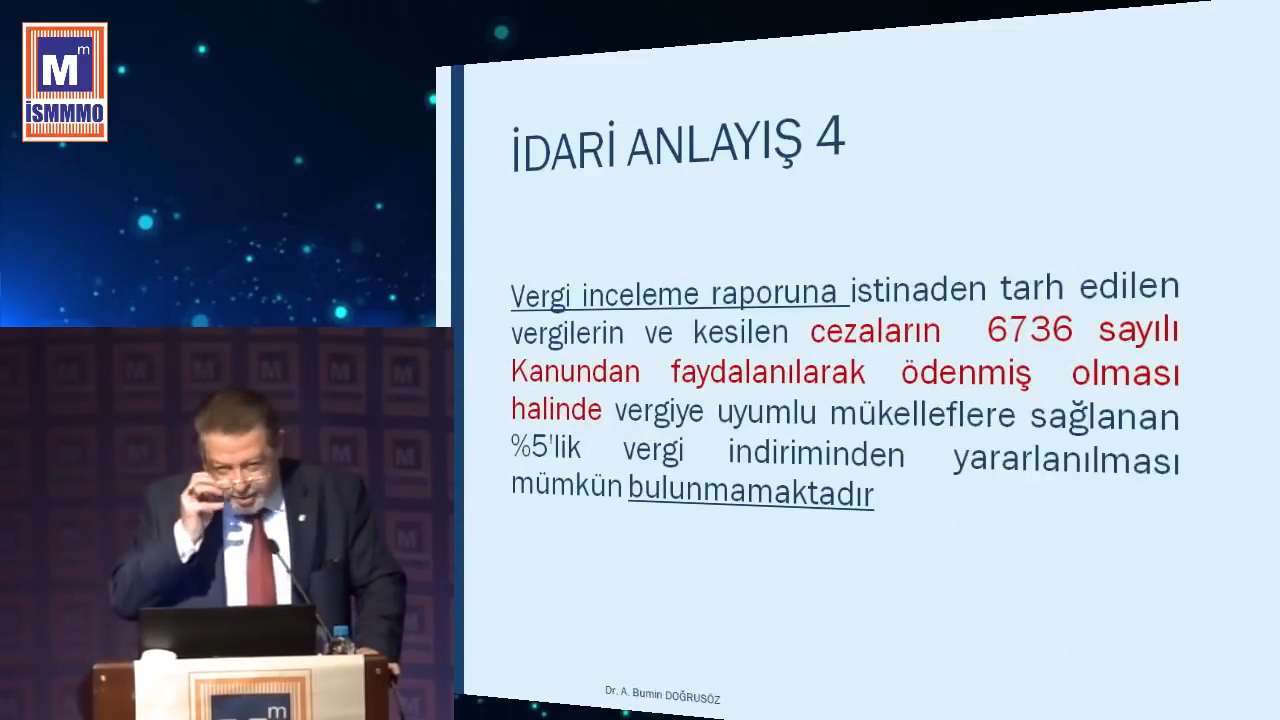 M m
İSMMMO
İDARİ ANLAYIŞ 4
Vergi inceleme raporuna istinaden tarh edilen
vergilerin ve kesilen cezaların 6736 sayılı
Kanundan faydalanılarak ödenmiş olması
halinde vergiye uyumlu mükelleflere sağlanan
%5'lik vergi indiriminden yararlanılması
mümkün bulunmamaktadır
Dr. A. Bumin DOĞRUSÖZ